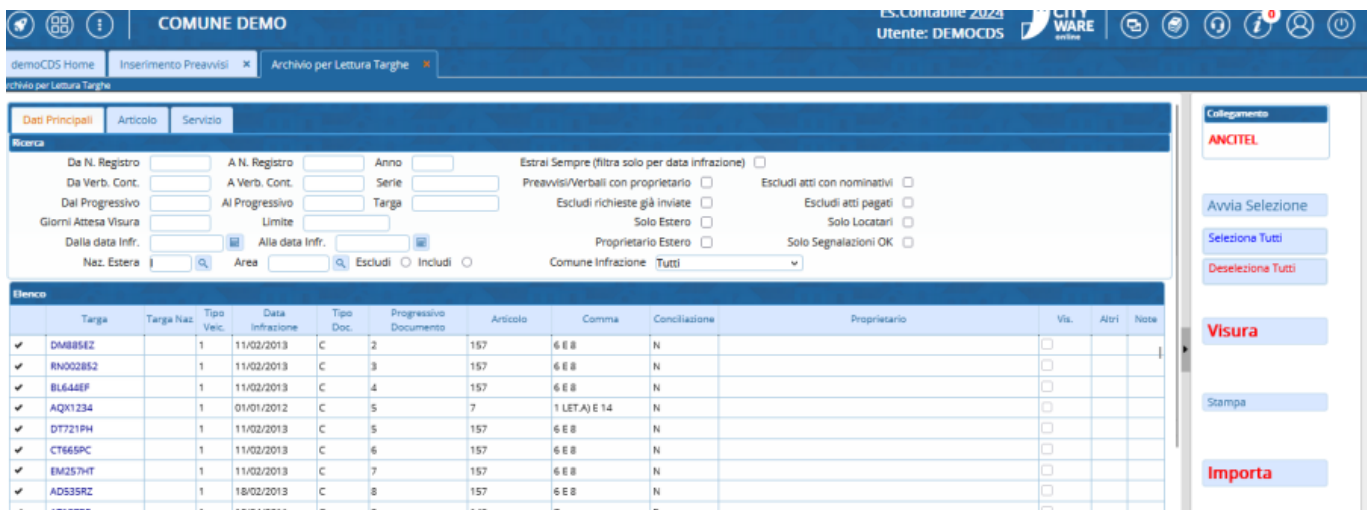 COMUNE DEMO
Es.Contabile 2024
Utente: DEMOCDS
CITY
WARE
online
0
demoCDS Home
Inserimento Preavvisi ×
Archivio per Lettura Targhe ×
rchivio per Lettura Targhe
Dati Principali Articolo Servizio
Ricerca
Da N. Registro A N. Registro Anno Estrai Sempre (filtra solo per data infrazione)
Da Verb. Cont. A Verb. Cont. Serie Preavvisi/Verbali con proprietario Escludi atti con nominativi
Dal Progressivo Al Progressivo Targa Escludi richieste già inviate Escludi atti pagati
Giorni Attesa Visura Limite Solo Estero Solo Locatari
Dalla data Infr. Alla data Infr. Proprietario Estero Solo Segnalazioni OK
Naz. Estera Area Escludi Includi Comune Infrazione Tutti
Elenco
Targa Targa Naz Tipo Veic. Data Infrazione Tipo Doc. Progressivo Documento Articolo Comma Conciliazione Proprietario Vis. Altri Note
DM885EZ 1 11/02/2013 C 2 157 6 E 8 N
RN002852 1 11/02/2013 C 3 157 6 E 8 N
BL644EF 1 11/02/2013 C 4 157 6 E 8 N
AQX1234 1 01/01/2012 C 5 7 1 LET.A) E 14 N
DT721PH 1 11/02/2013 C 5 157 6 E 8 N
CT665PC 1 11/02/2013 C 6 157 6 E 8 N
EM257HT 1 11/02/2013 C 7 157 6 E 8 N
AD535RZ 1 18/02/2013 C 8 157 6 E 8 N
Collegamento
ANCITEL
Avvia Selezione
Seleziona Tutti
Deseleziona Tutti
Visura
Stampa
Importa